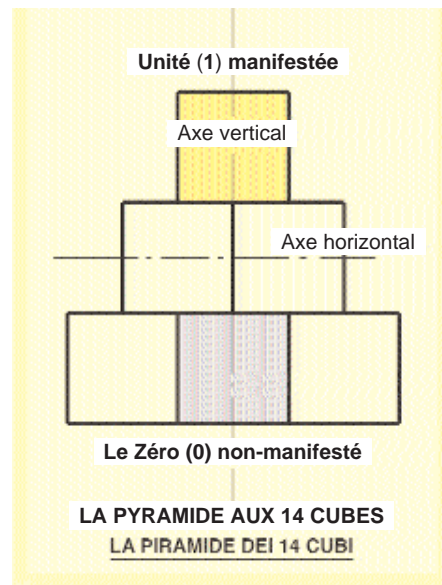 Unité (1) manifestée
Axe vertical
Axe horizontal
Le Zéro (0) non-manifesté
LA PYRAMIDE AUX 14 CUBES
LA PIRAMIDE DEI 14 CUBI